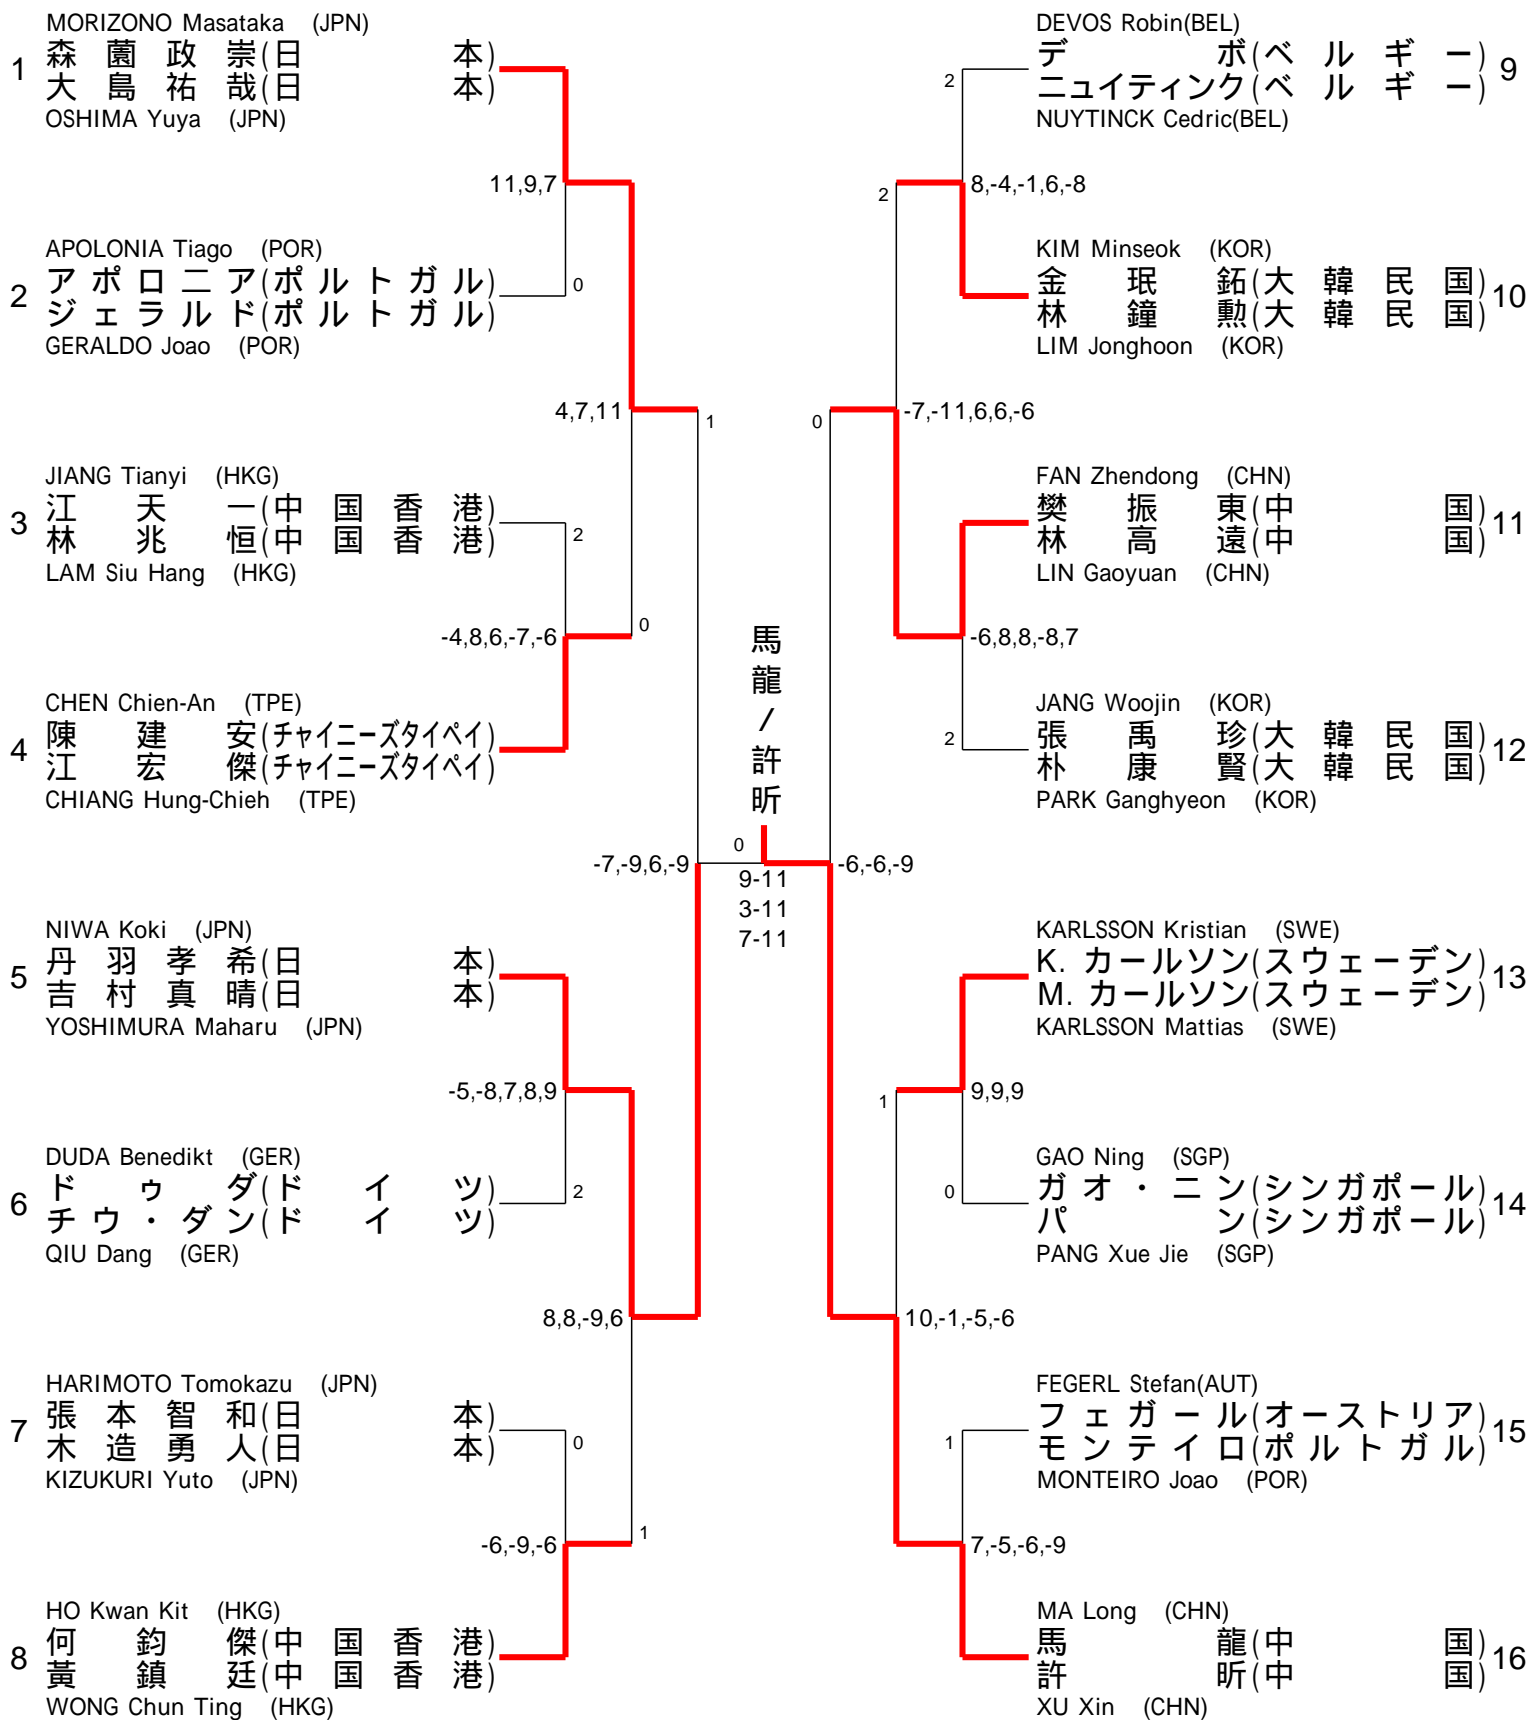 MORIZONO Masataka (JPN)
1 森薗政崇(日本)
大島祐哉(日本)
OSHIMA Yuya (JPN)
11,9,7
APOLONIA Tiago (POR)
2 アポロニア(ポルトガル)
ジェラルド(ポルトガル)
GERALDO Joao (POR)
0
4,7,11
1
JIANG Tianyi (HKG)
3 江天一(中国香港)
林兆恒(中国香港)
LAM Siu Hang (HKG)
2
-4,8,6,-7,-6
0
CHEN Chien-An (TPE)
4 陳建安(チャイニーズタイペイ)
江宏傑(チャイニーズタイペイ)
CHIANG Hung-Chieh (TPE)
-7,-9,6,-9
NIWA Koki (JPN)
5 丹羽孝希(日本)
吉村真晴(日本)
YOSHIMURA Maharu (JPN)
-5,-8,7,8,9
DUDA Benedikt (GER)
6 ドゥダ(ドイツ)
チウ・ダン(ドイツ)
QIU Dang (GER)
2
8,8,-9,6
HARIMOTO Tomokazu (JPN)
7 張本智和(日本)
木造勇人(日本)
KIZUKURI Yuto (JPN)
0
-6,-9,-6
1
HO Kwan Kit (HKG)
8 何鈞傑(中国香港)
黃鎮廷(中国香港)
WONG Chun Ting (HKG)
馬龍/許昕
0
9-11
3-11
7-11
DEVOS Robin(BEL)
デボ(ベルギー) 9
ニュイティンク(ベルギー)
NUYTINCK Cedric(BEL)
2
8,-4,-1,6,-8
2
KIM Minseok (KOR)
金珉鉐(大韓民国) 10
林鐘勲(大韓民国)
LIM Jonghoon (KOR)
0
-7,-11,6,6,-6
FAN Zhendong (CHN)
樊振東(中国) 11
林高遠(中国)
LIN Gaoyuan (CHN)
-6,8,8,-8,7
JANG Woojin (KOR)
2
張禹珍(大韓民国) 12
朴康賢(大韓民国)
PARK Ganghyeon (KOR)
-6,-6,-9
KARLSSON Kristian (SWE)
K. カールソン(スウェーデン) 13
M. カールソン(スウェーデン)
KARLSSON Mattias (SWE)
1
9,9,9
GAO Ning (SGP)
0
ガオ・ニン(シンガポール) 14
パン(シンガポール)
PANG Xue Jie (SGP)
10,-1,-5,-6
FEGERL Stefan(AUT)
1
フェガール(オーストリア) 15
モンテイロ(ポルトガル)
MONTEIRO Joao (POR)
7,-5,-6,-9
MA Long (CHN)
馬龍(中国) 16
許昕(中国)
XU Xin (CHN)